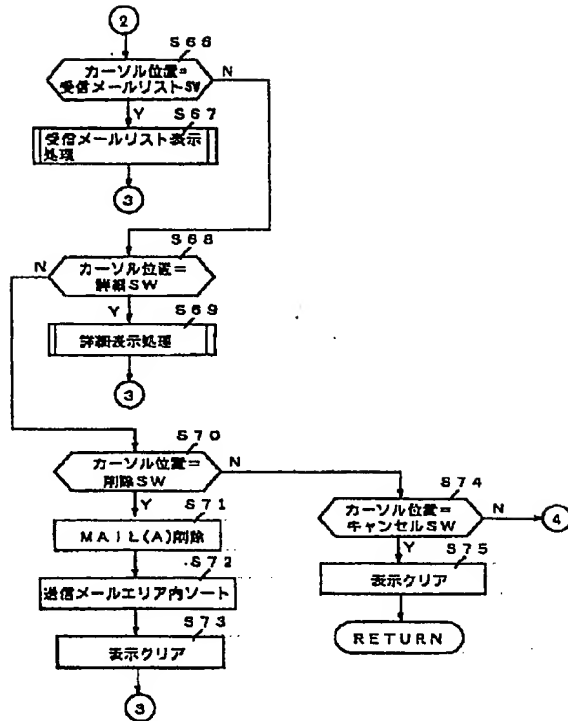 2
S66
カーソル位置=
受信メールリストSW
N
Y
S67
受信メールリスト表示
処理
3
S68
N
カーソル位置=
詳細SW
Y
S69
詳細表示処理
3
S70
カーソル位置=
削除SW
N
Y
S71
MAIL(A)削除
S72
送信メールエリア内ソート
S73
表示クリア
3
S74
カーソル位置=
キャンセルSW
N
4
Y
S75
表示クリア
RETURN